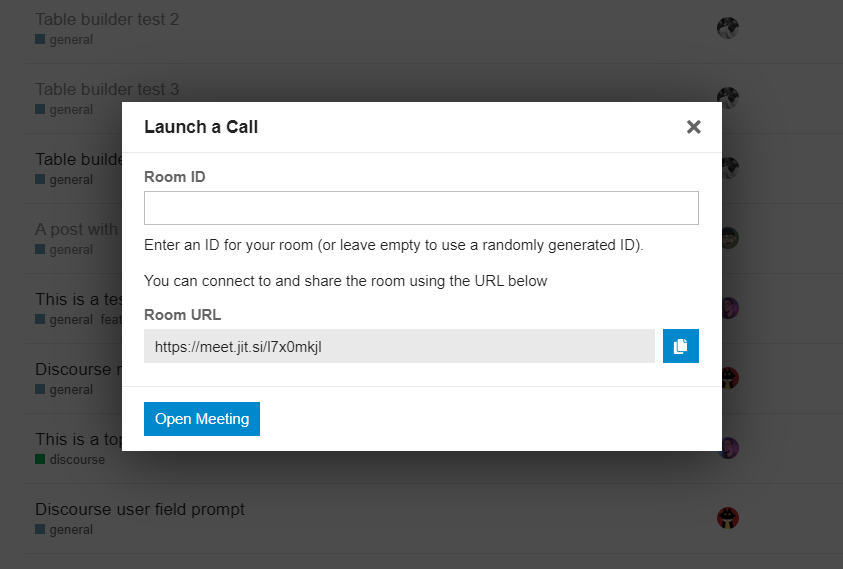 Table builder test 2
general
Table builder test 3
general
Launch a Call
Table builde
general
Room ID
A post with
general
Enter an ID for your room (or leave empty to use a randomly generated ID).
You can connect to and share the room using the URL below
This is a tes
general feat
Room URL
https://meet.jit.si/l7x0mkjl
Discourse r
general
Open Meeting
This is a top
discourse
Discourse user field prompt
general